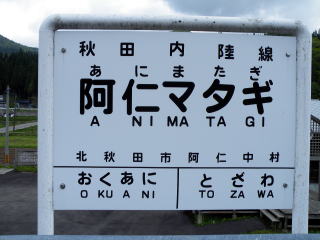 秋田内陸線
あにまたぎ
阿仁マタギ
A NI MA TA GI
北秋田市阿仁中村
おくあに とざわ
O KU A NI TO ZA WA